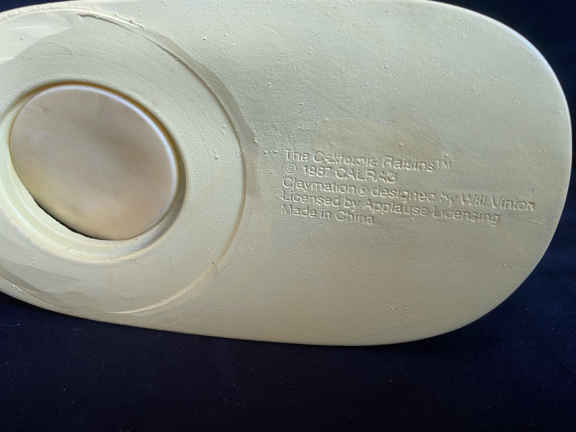 The California Raisins™
© 1987 CALRAB
Claymation © designed by Will Vinton
Licensed by Applause Licensing
Made in China